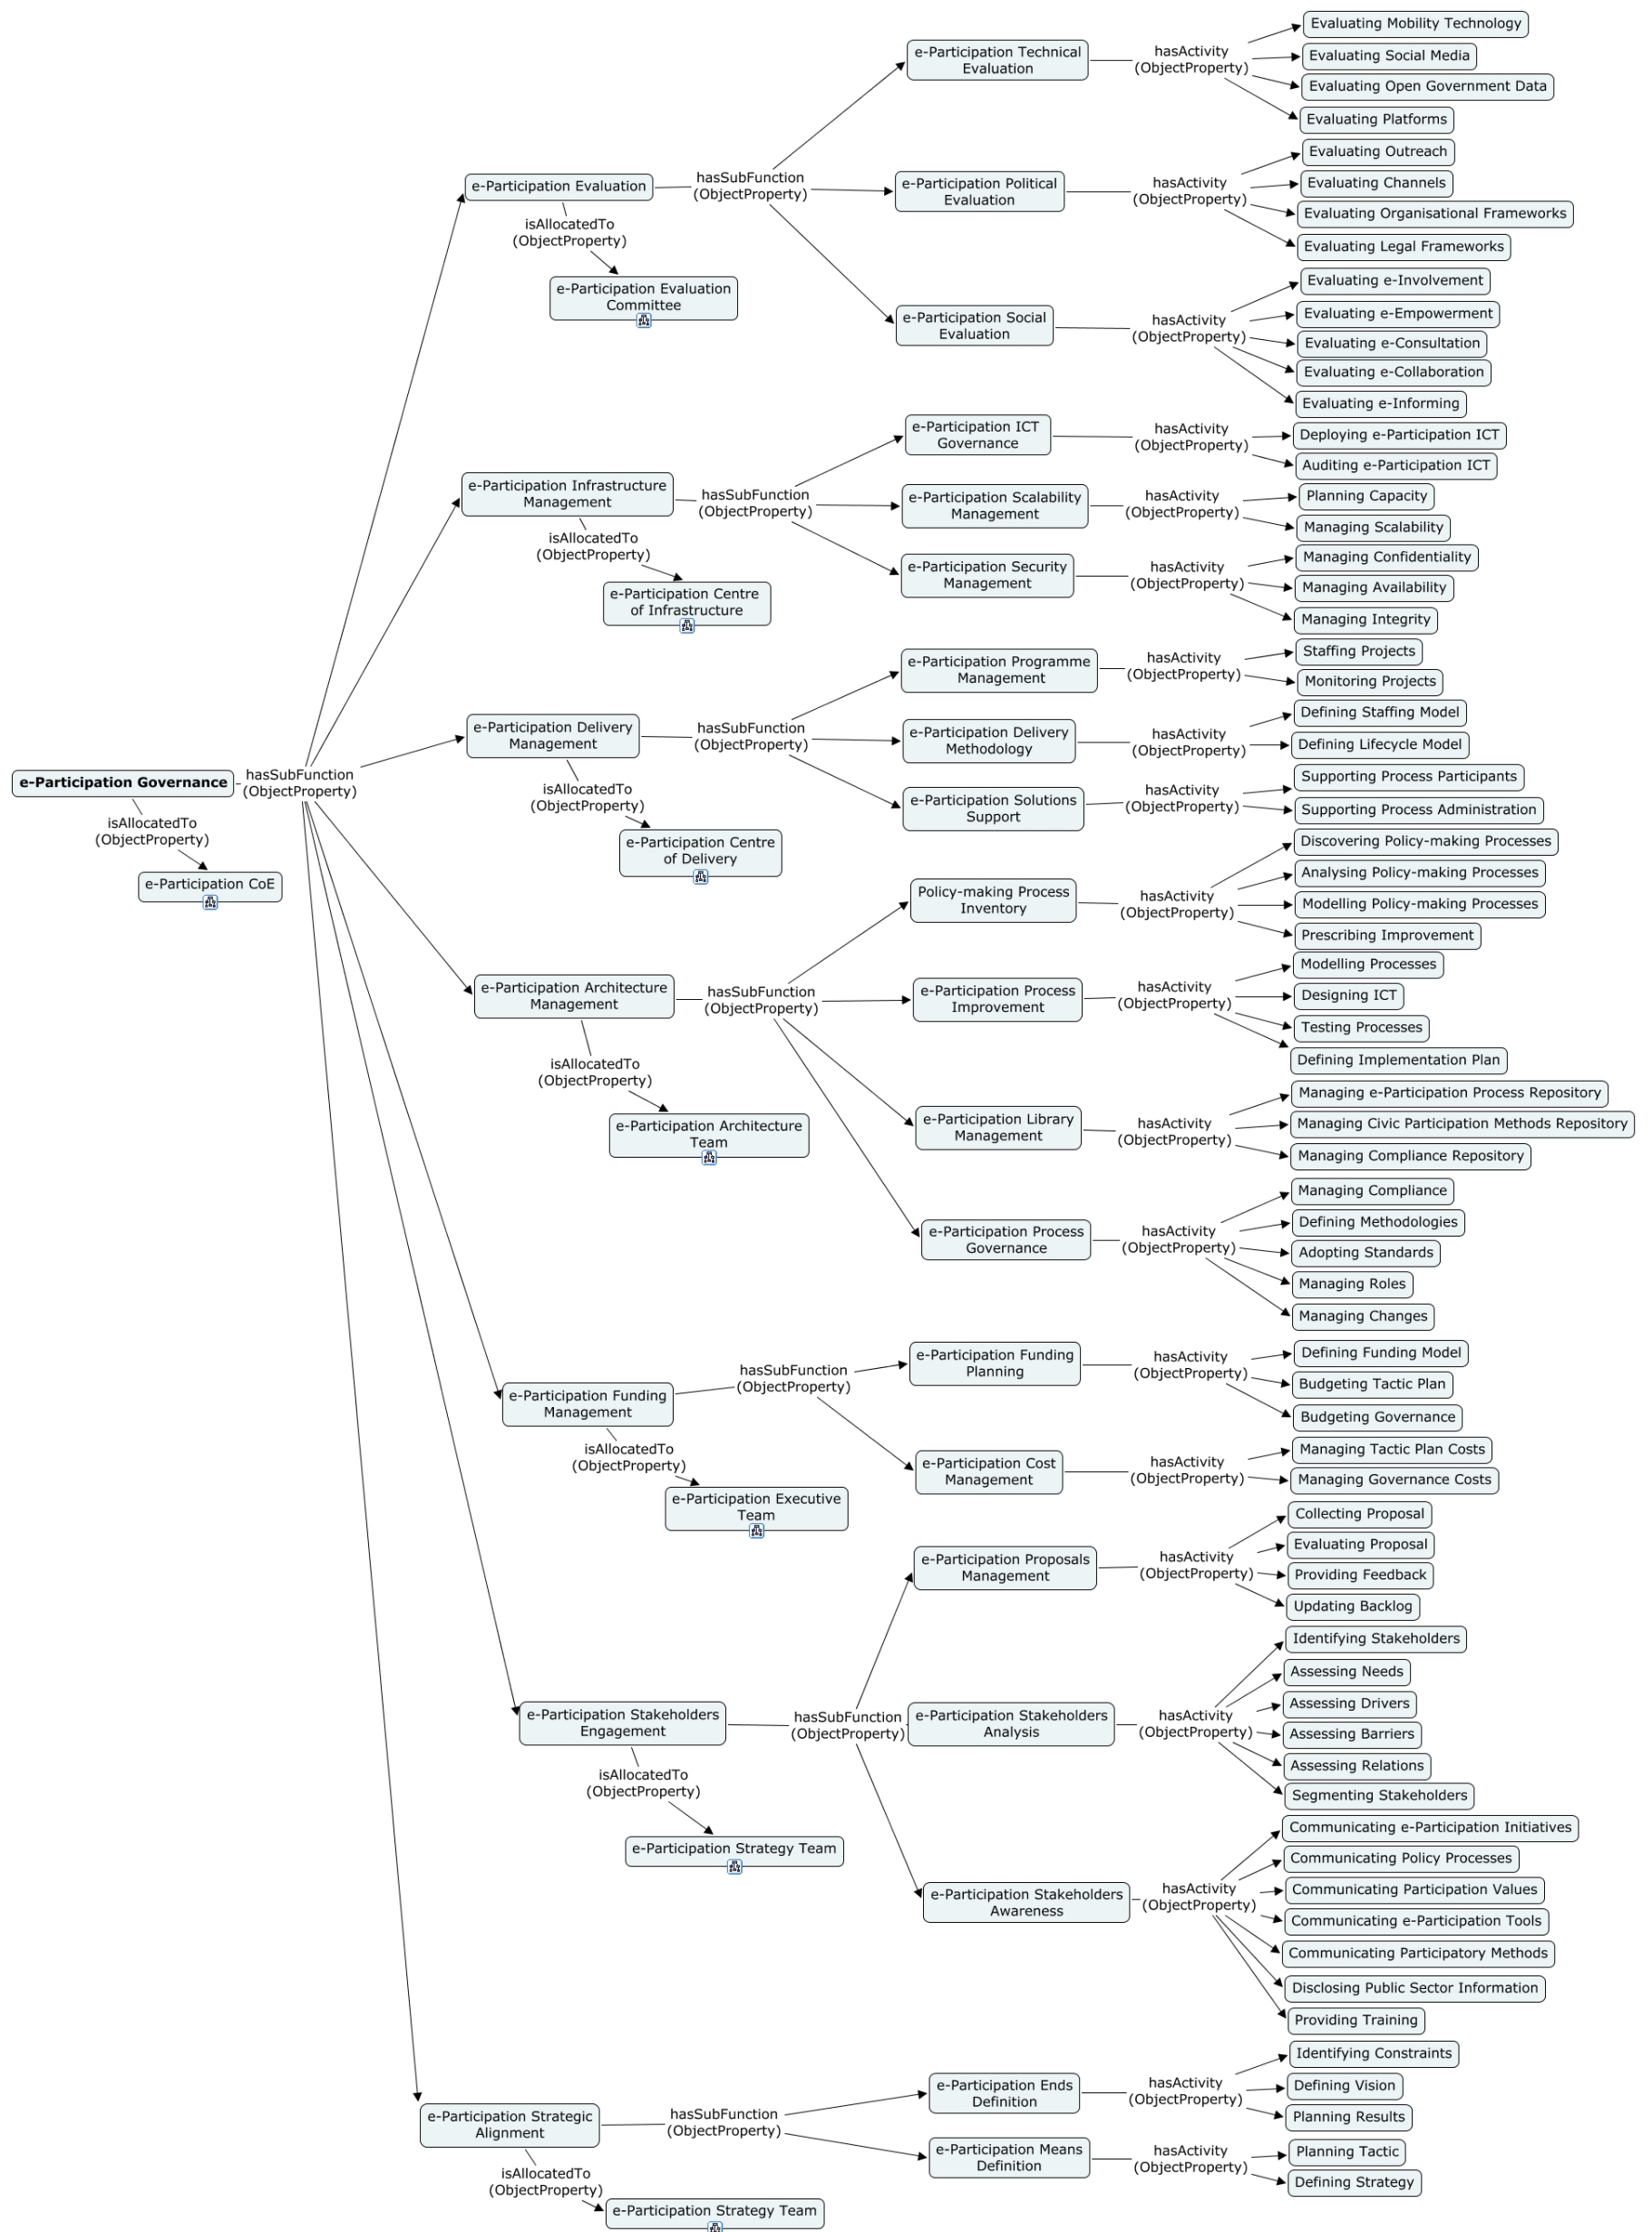 e-Participation Governance
hasSubFunction
(ObjectProperty)
isAllocatedTo
(ObjectProperty)
e-Participation CoE
e-Participation Evaluation
isAllocatedTo
(ObjectProperty)
e-Participation Evaluation
Committee
hasSubFunction
(ObjectProperty)
e-Participation Technical
Evaluation
hasActivity
(ObjectProperty)
Evaluating Mobility Technology
Evaluating Social Media
Evaluating Open Government Data
Evaluating Platforms
e-Participation Political
Evaluation
hasActivity
(ObjectProperty)
Evaluating Outreach
Evaluating Channels
Evaluating Organisational Frameworks
Evaluating Legal Frameworks
e-Participation Social
Evaluation
hasActivity
(ObjectProperty)
Evaluating e-Involvement
Evaluating e-Empowerment
Evaluating e-Consultation
Evaluating e-Collaboration
Evaluating e-Informing
e-Participation Infrastructure
Management
isAllocatedTo
(ObjectProperty)
e-Participation Centre
of Infrastructure
hasSubFunction
(ObjectProperty)
e-Participation ICT
Governance
hasActivity
(ObjectProperty)
Deploying e-Participation ICT
Auditing e-Participation ICT
e-Participation Scalability
Management
hasActivity
(ObjectProperty)
Planning Capacity
Managing Scalability
e-Participation Security
Management
hasActivity
(ObjectProperty)
Managing Confidentiality
Managing Availability
Managing Integrity
e-Participation Delivery
Management
isAllocatedTo
(ObjectProperty)
e-Participation Centre
of Delivery
hasSubFunction
(ObjectProperty)
e-Participation Programme
Management
hasActivity
(ObjectProperty)
Staffing Projects
Monitoring Projects
e-Participation Delivery
Methodology
hasActivity
(ObjectProperty)
Defining Staffing Model
Defining Lifecycle Model
e-Participation Solutions
Support
hasActivity
(ObjectProperty)
Supporting Process Participants
Supporting Process Administration
e-Participation Architecture
Management
isAllocatedTo
(ObjectProperty)
e-Participation Architecture
Team
hasSubFunction
(ObjectProperty)
Policy-making Process
Inventory
hasActivity
(ObjectProperty)
Discovering Policy-making Processes
Analysing Policy-making Processes
Modelling Policy-making Processes
Prescribing Improvement
e-Participation Process
Improvement
hasActivity
(ObjectProperty)
Modelling Processes
Designing ICT
Testing Processes
Defining Implementation Plan
e-Participation Library
Management
hasActivity
(ObjectProperty)
Managing e-Participation Process Repository
Managing Civic Participation Methods Repository
Managing Compliance Repository
e-Participation Process
Governance
hasActivity
(ObjectProperty)
Managing Compliance
Defining Methodologies
Adopting Standards
Managing Roles
Managing Changes
e-Participation Funding
Management
isAllocatedTo
(ObjectProperty)
e-Participation Executive
Team
hasSubFunction
(ObjectProperty)
e-Participation Funding
Planning
hasActivity
(ObjectProperty)
Defining Funding Model
Budgeting Tactic Plan
Budgeting Governance
e-Participation Cost
Management
hasActivity
(ObjectProperty)
Managing Tactic Plan Costs
Managing Governance Costs
e-Participation Stakeholders
Engagement
isAllocatedTo
(ObjectProperty)
e-Participation Strategy Team
hasSubFunction
(ObjectProperty)
e-Participation Proposals
Management
hasActivity
(ObjectProperty)
Collecting Proposal
Evaluating Proposal
Providing Feedback
Updating Backlog
e-Participation Stakeholders
Analysis
hasActivity
(ObjectProperty)
Identifying Stakeholders
Assessing Needs
Assessing Drivers
Assessing Barriers
Assessing Relations
Segmenting Stakeholders
e-Participation Stakeholders
Awareness
hasActivity
(ObjectProperty)
Communicating e-Participation Initiatives
Communicating Policy Processes
Communicating Participation Values
Communicating e-Participation Tools
Communicating Participatory Methods
Disclosing Public Sector Information
Providing Training
e-Participation Strategic
Alignment
isAllocatedTo
(ObjectProperty)
e-Participation Strategy Team
hasSubFunction
(ObjectProperty)
e-Participation Ends
Definition
hasActivity
(ObjectProperty)
Identifying Constraints
Defining Vision
Planning Results
e-Participation Means
Definition
hasActivity
(ObjectProperty)
Planning Tactic
Defining Strategy